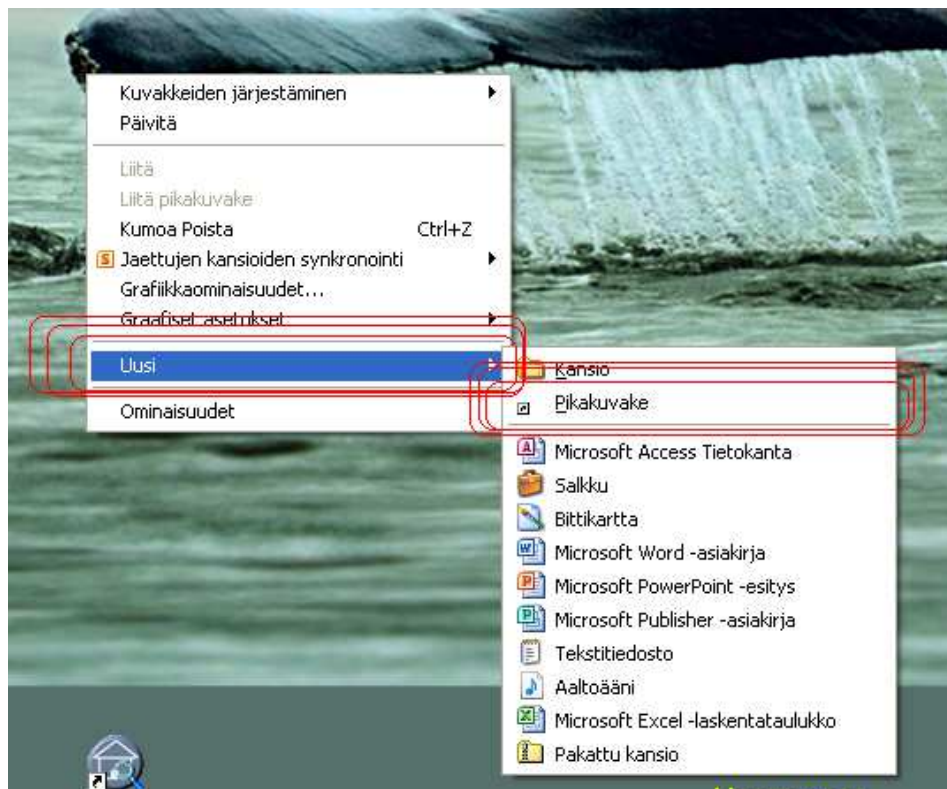 Kuvakkeiden järjestäminen
Päivitä
Liitä
Liitä pikakuvake
Kumoa Poista Ctrl+Z
Jaettujen kansioiden synkronointi
Grafiikkaominaisuudet...
Graafiset asetukset
Uusi
Ominaisuudet
Kansio
Pikakuvake
Microsoft Access Tietokanta
Salkku
Bittikartta
Microsoft Word -asiakirja
Microsoft PowerPoint -esitys
Microsoft Publisher -asiakirja
Tekstitiedosto
Aaltoääni
Microsoft Excel -laskentataulukko
Pakattu kansio